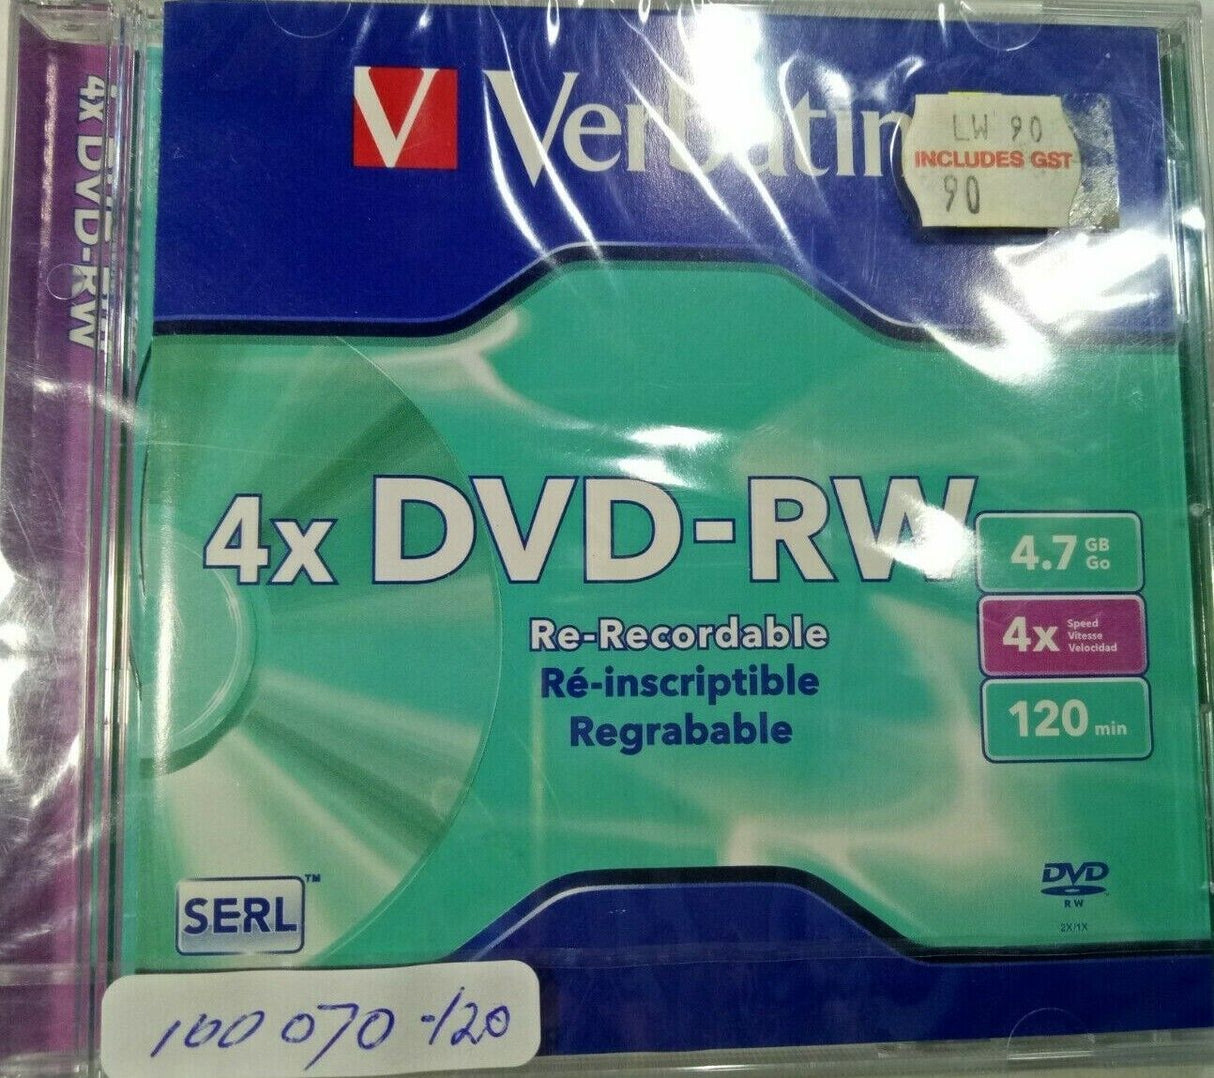 V Verbatim
LW 90
INCLUDES GST
90
4x DVD-RW
4x DVD-RW
4.7 GB
Go
Re-Recordable
Ré-inscriptible
Regrabable
4x Speed
Vitesse
Velocidad
120 min
SERL™
DVD
RW
2X/1X
100 070-120